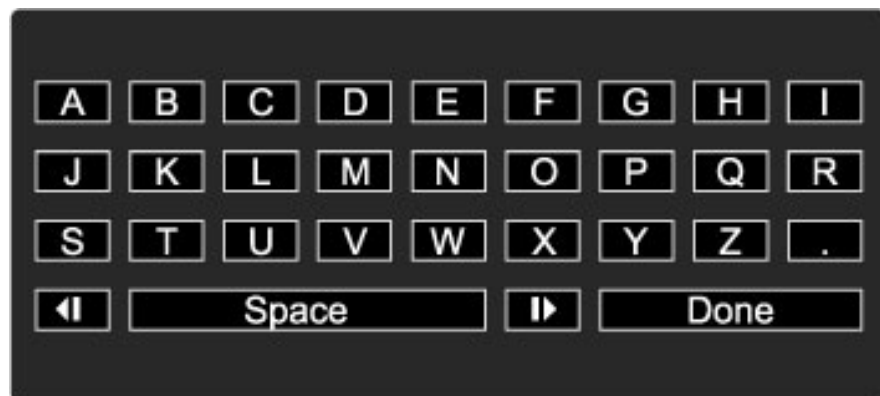 A B C D E F G H I
J K L M N O P Q R
S T U V W X Y Z .
Space Done